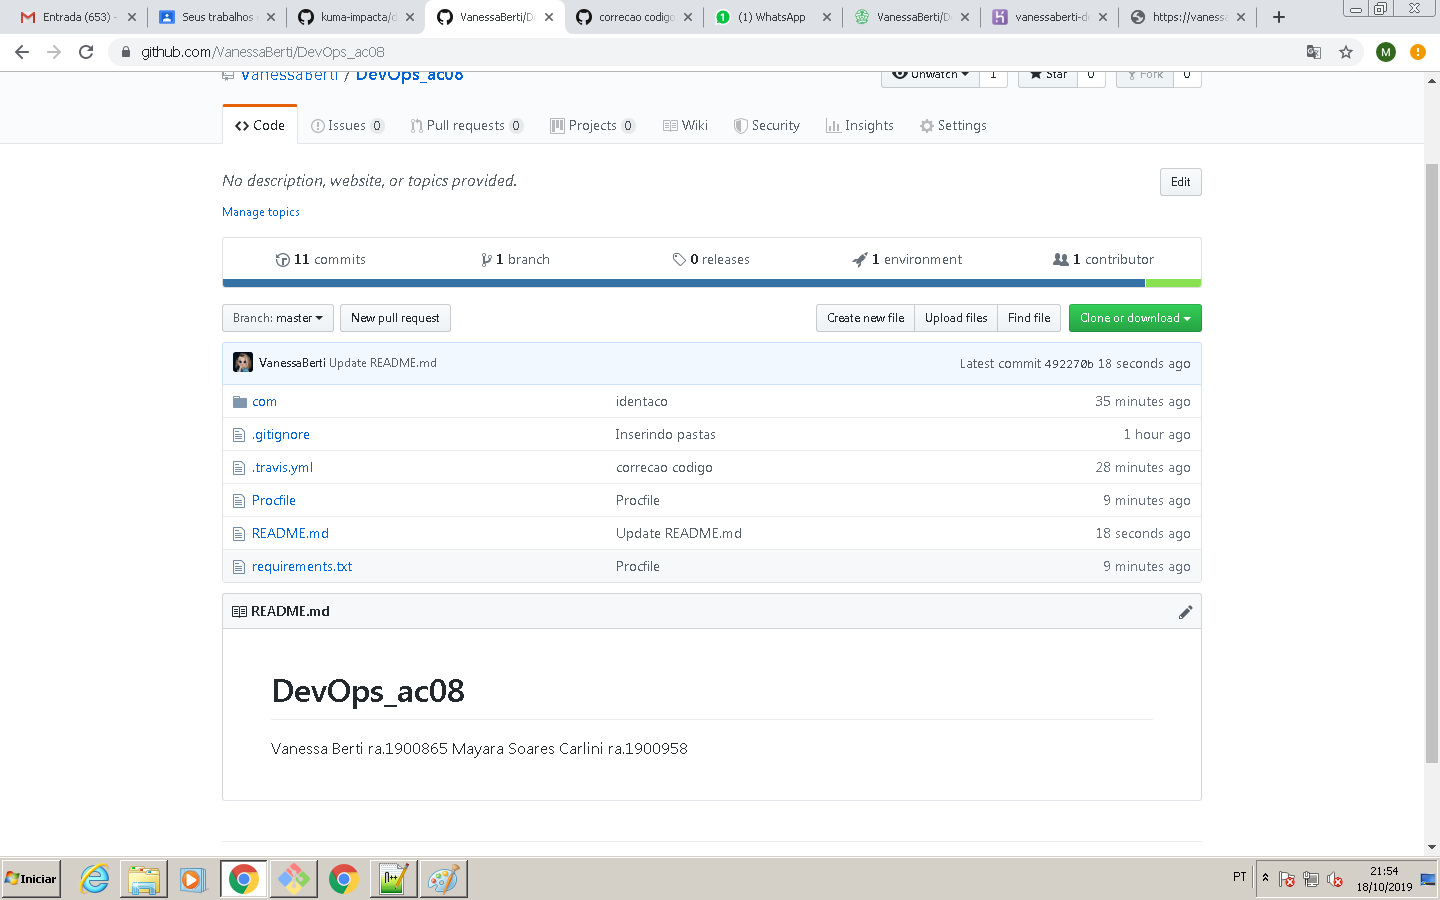 Entrada (653) -
Seus trabalhos
kuma-impacta/d
VanessaBerti/De
correcao codigo
(1) WhatsApp
VanessaBerti/D
vanessaberti-d
https://vanessa
github.com/VanessaBerti/DevOps_ac08
M
VanessaBerti / DevOps_ac08
Unwatch 1
Star 0
Fork 0
Code
Issues 0
Pull requests 0
Projects 0
Wiki
Security
Insights
Settings
No description, website, or topics provided.
Edit
Manage topics
11 commits
1 branch
0 releases
1 environment
1 contributor
Branch: master
New pull request
Create new file
Upload files
Find file
Clone or download
VanessaBerti Update README.md
Latest commit 492270b 18 seconds ago
com identaco 35 minutes ago
.gitignore Inserindo pastas 1 hour ago
.travis.yml correcao codigo 28 minutes ago
Procfile Procfile 9 minutes ago
README.md Update README.md 18 seconds ago
requirements.txt Procfile 9 minutes ago
README.md
DevOps_ac08
Vanessa Berti ra.1900865 Mayara Soares Carlini ra.1900958
Iniciar
PT
21:54
18/10/2019